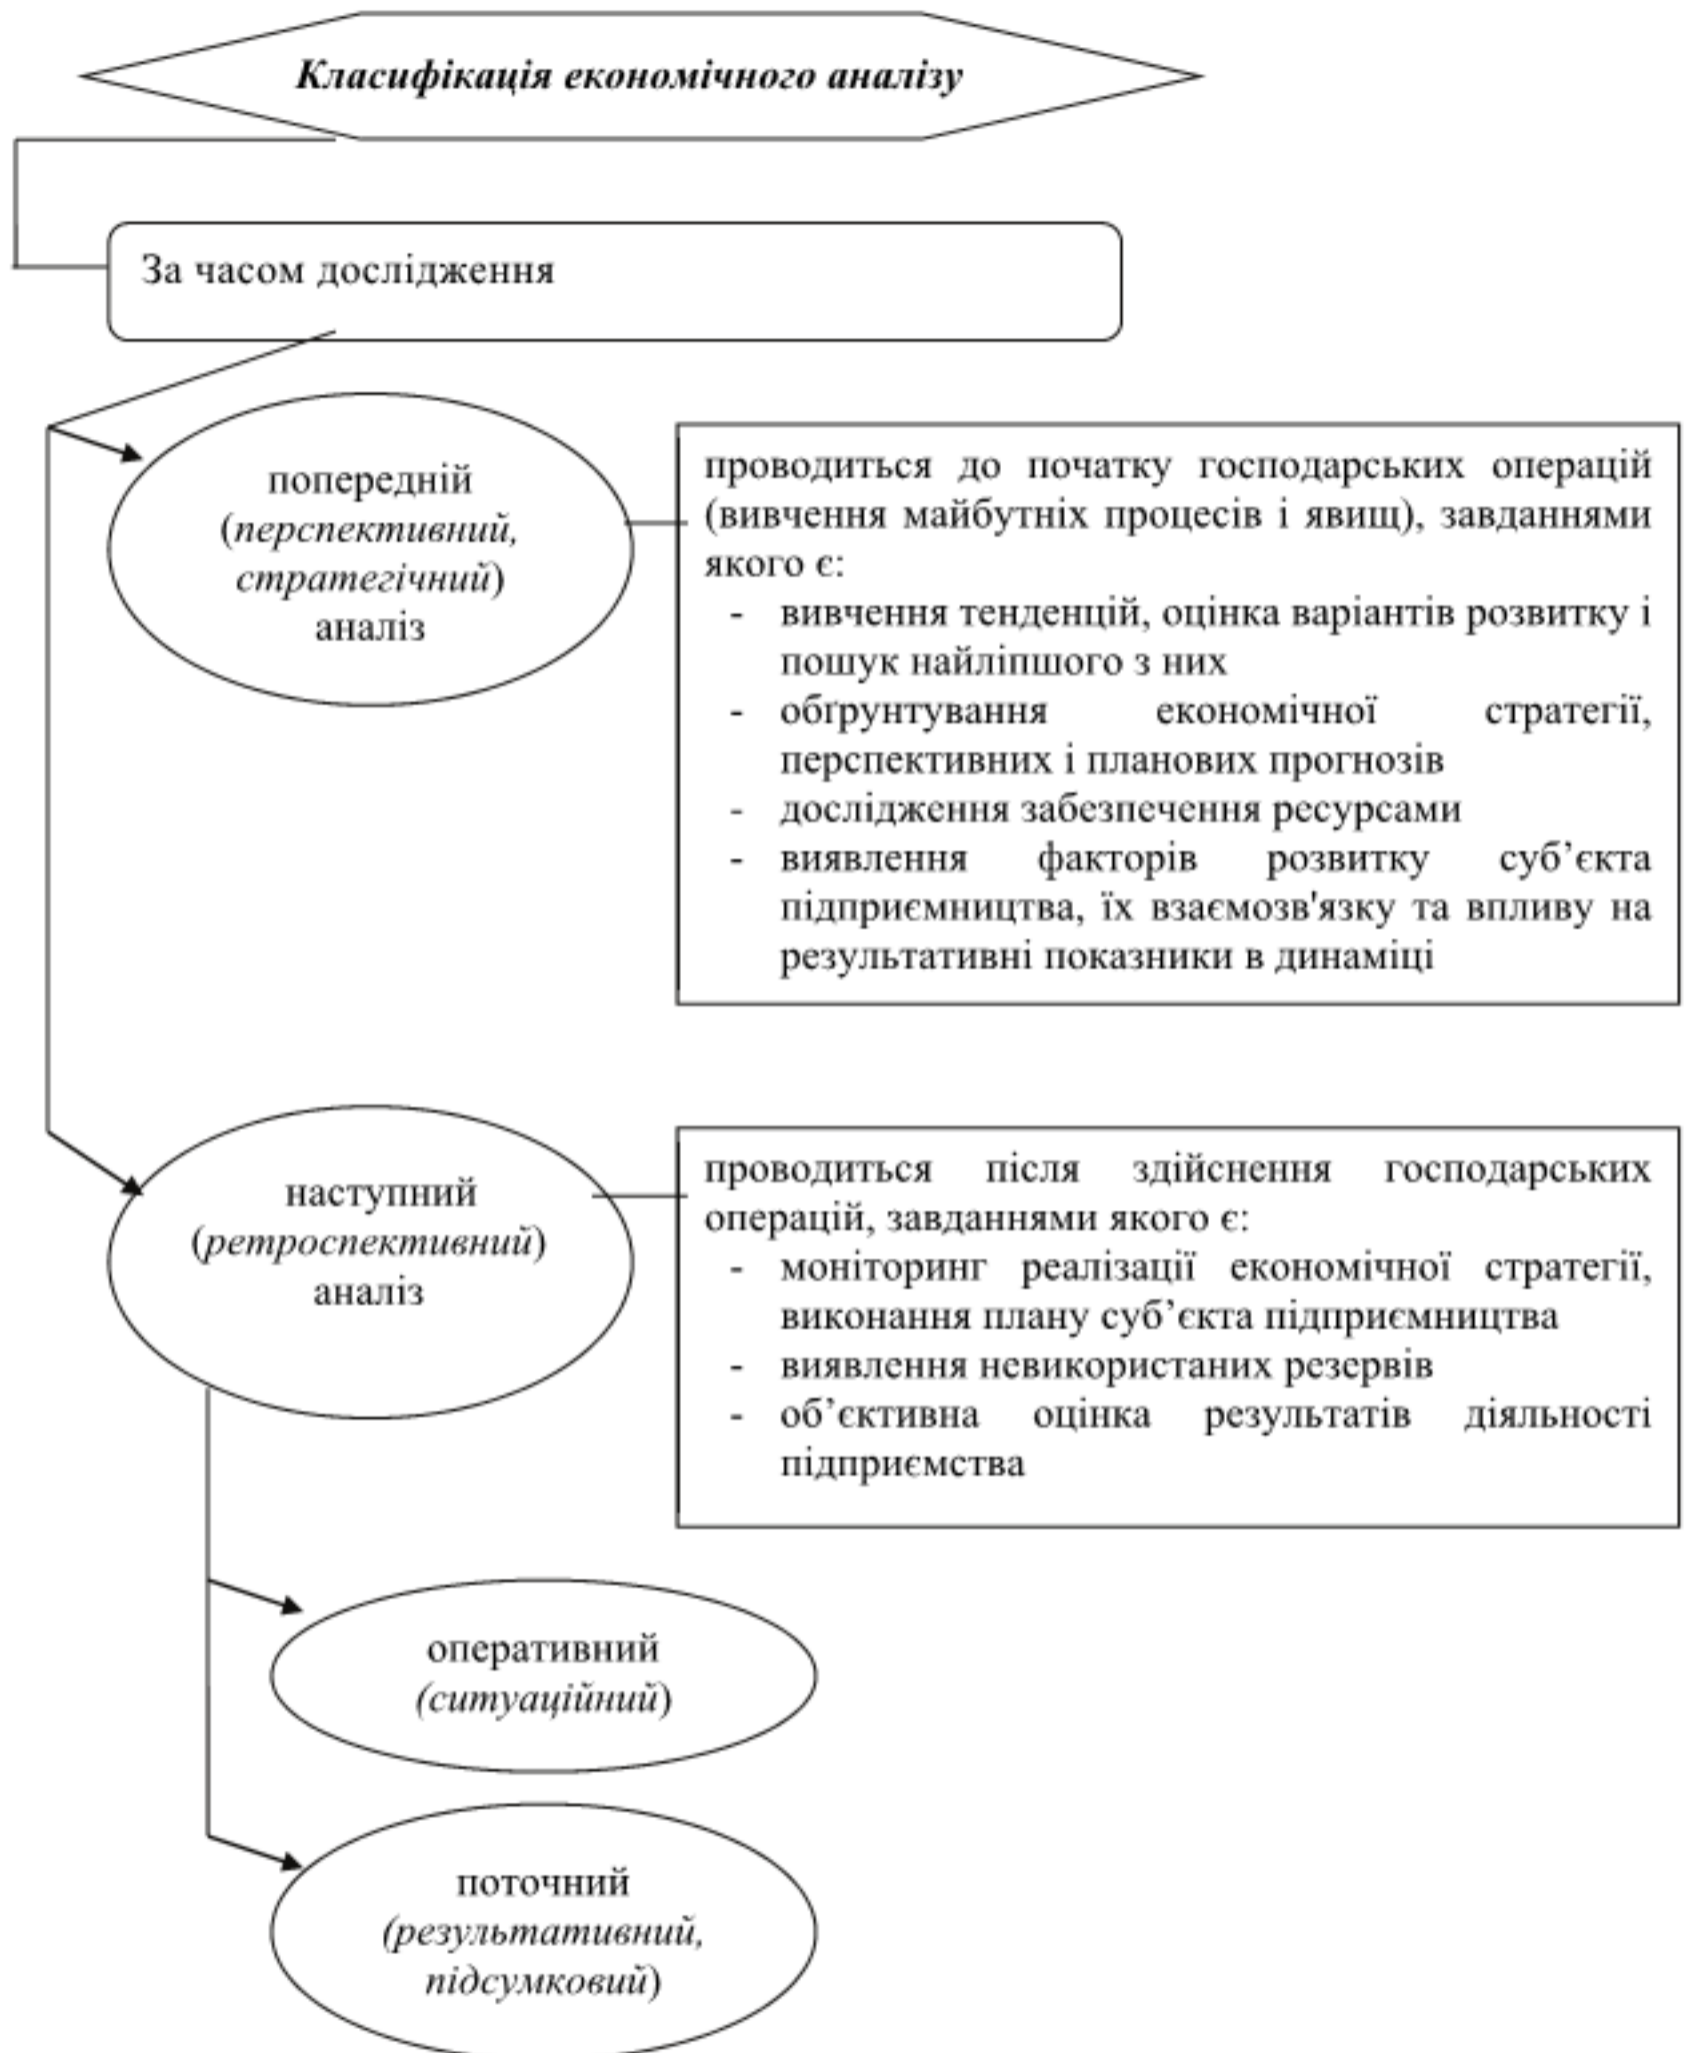 Класифікація економічного аналізу
За часом дослідження
попередній
(перспективний,
стратегічний)
аналіз
проводиться до початку господарських операцій
(вивчення майбутніх процесів і явищ), завданнями
якого є:
- вивчення тенденцій, оцінка варіантів розвитку і
пошук найліпшого з них
- обґрунтування економічної стратегії,
перспективних і планових прогнозів
- дослідження забезпечення ресурсами
- виявлення факторів розвитку суб’єкта
підприємництва, їх взаємозв'язку та впливу на
результативні показники в динаміці
наступний
(ретроспективний)
аналіз
проводиться після здійснення господарських
операцій, завданнями якого є:
- моніторинг реалізації економічної стратегії,
виконання плану суб’єкта підприємництва
- виявлення невикористаних резервів
- об’єктивна оцінка результатів діяльності
підприємства
оперативний
(ситуаційний)
поточний
(результативний,
підсумковий)